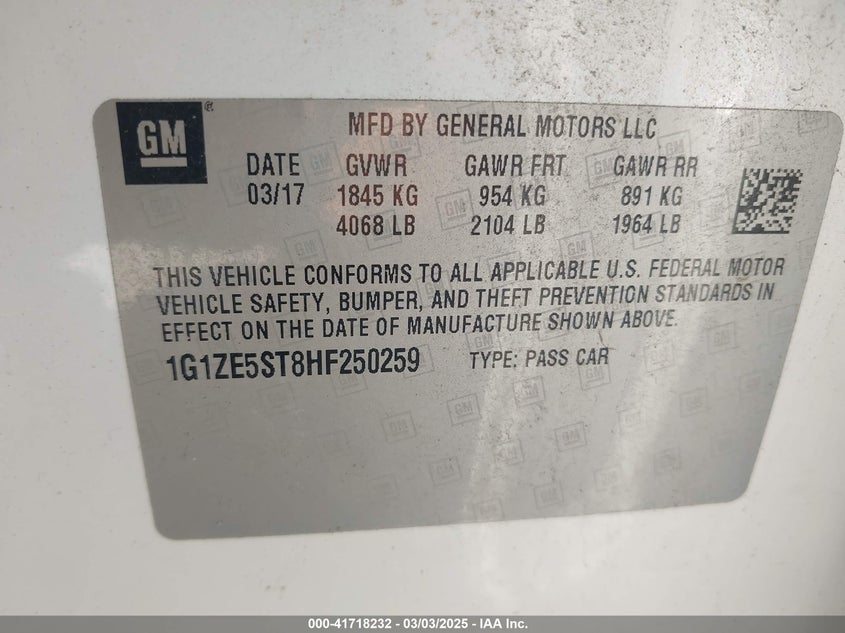 GM ®
MFD BY GENERAL MOTORS LLC
DATE GVWR GAWR FRT GAWR RR
03/17 1845 KG 954 KG 891 KG
4068 LB 2104 LB 1964 LB
THIS VEHICLE CONFORMS TO ALL APPLICABLE U.S. FEDERAL MOTOR
VEHICLE SAFETY, BUMPER, AND THEFT PREVENTION STANDARDS IN
EFFECT ON THE DATE OF MANUFACTURE SHOWN ABOVE.
1G1ZE5ST8HF250259 TYPE: PASS CAR
000-41718232 - 03/03/2025 - IAA Inc.